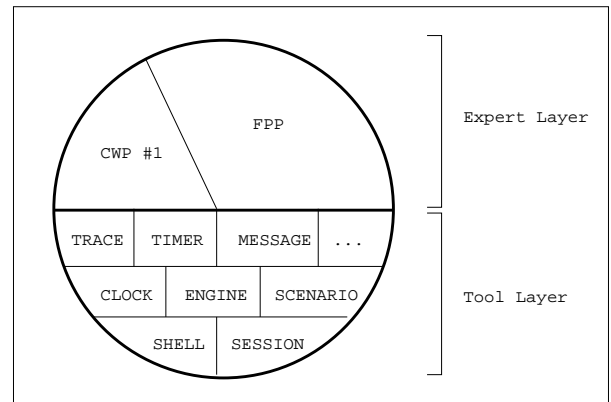 FPP
Expert Layer
CWP #1
TRACE TIMER MESSAGE ...
CLOCK ENGINE SCENARIO
Tool Layer
SHELL SESSION